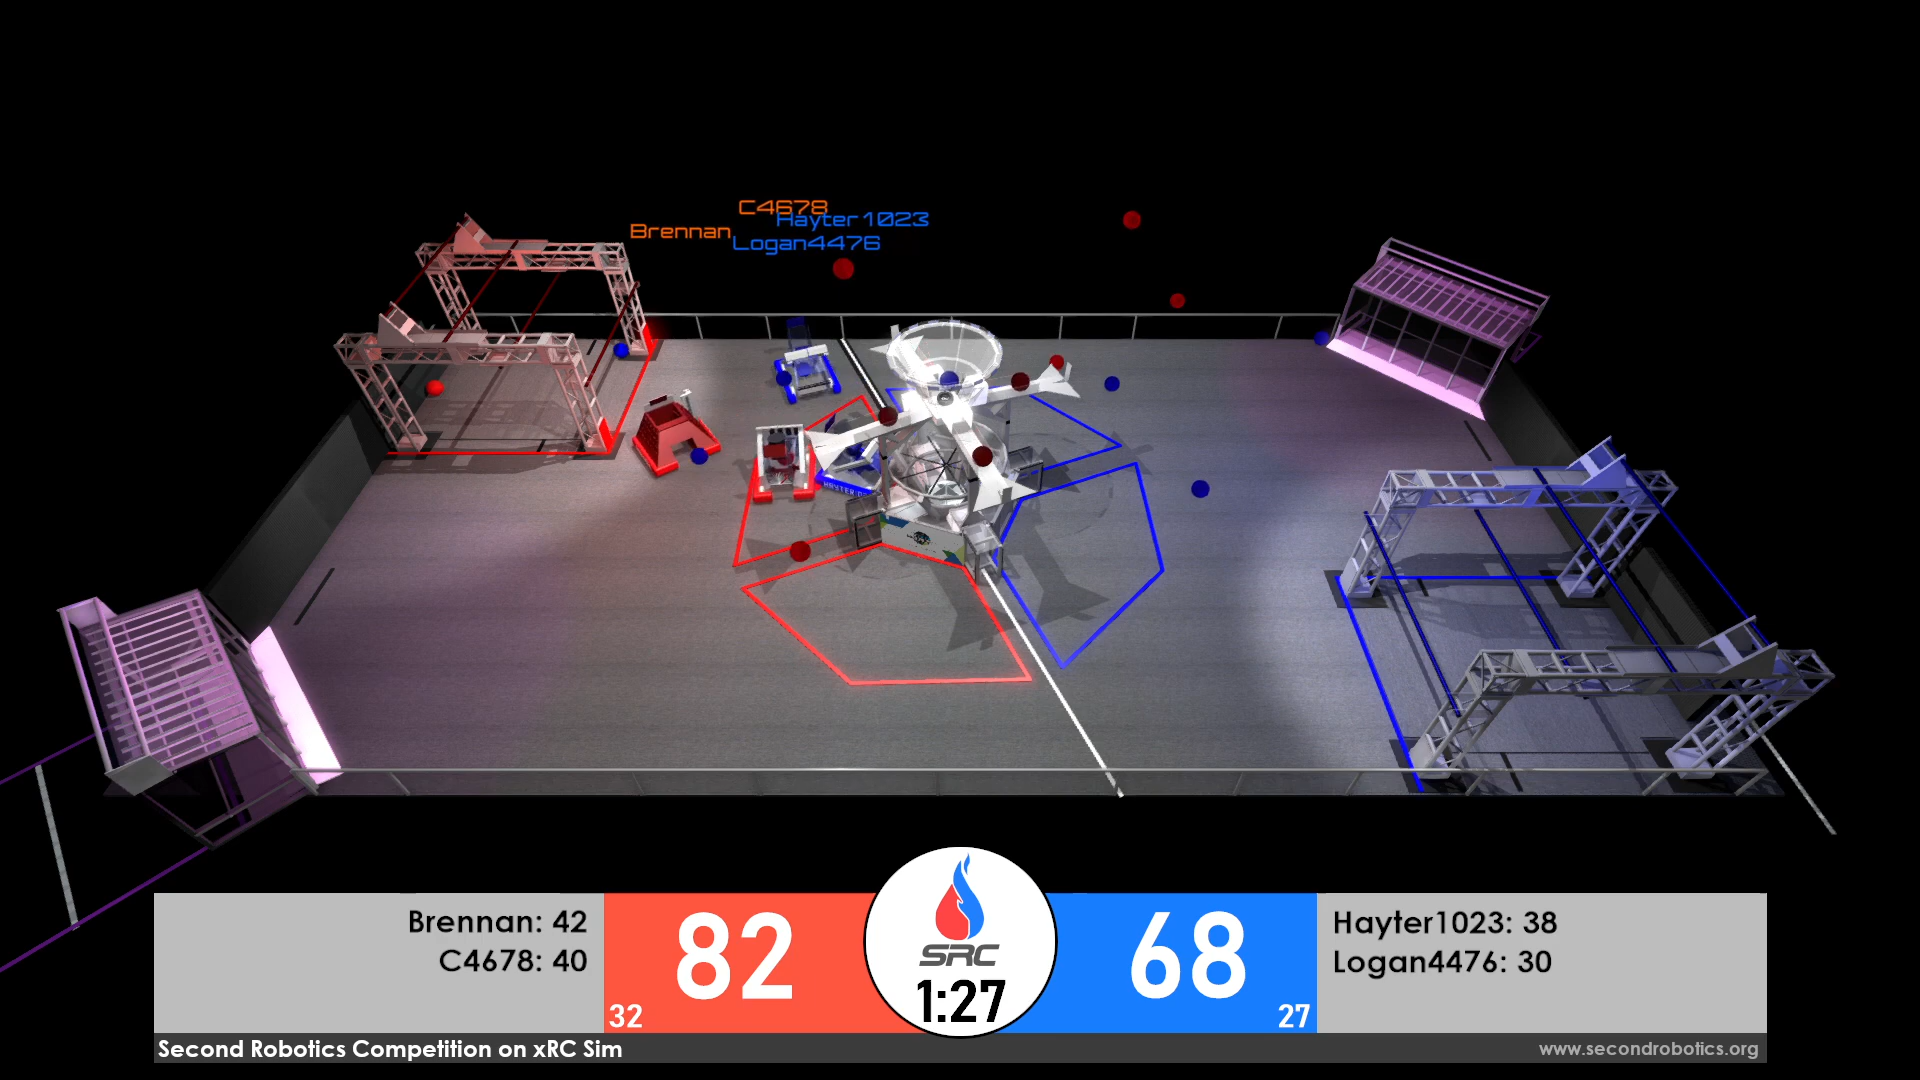 C4678
Hayter1023
Brennan
Logan4476
HAYTER
Brennan: 42
C4678: 40
82
32
SRC
1:27
68
27
Hayter1023: 38
Logan4476: 30
Second Robotics Competition on xRC Sim
www.secondrobotics.org